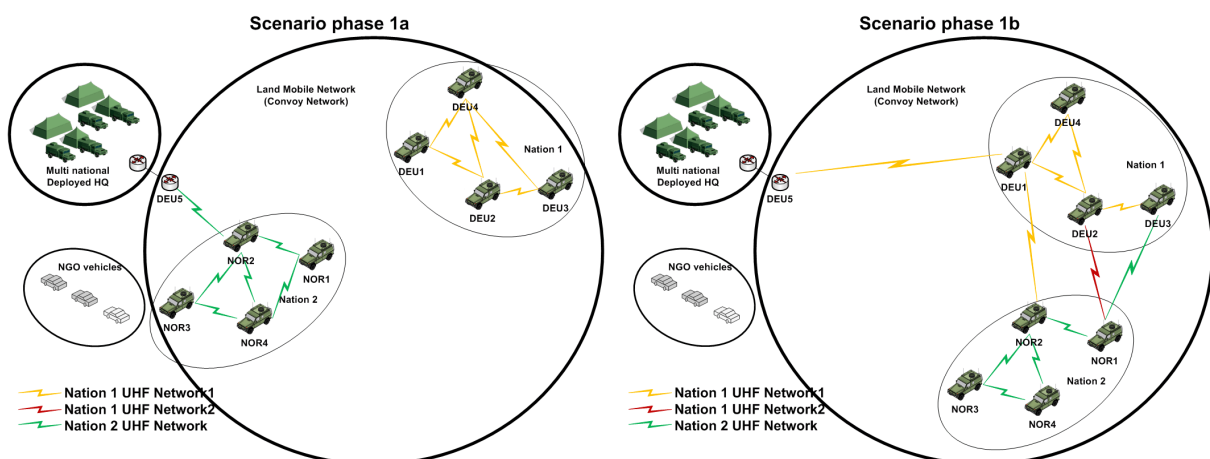 Scenario phase 1a
Land Mobile Network
(Convoy Network)
DEU4
Nation 1
DEU1
DEU2
DEU3
Multi national
Deployed HQ
DEU5
NOR2
NOR1
NGO vehicles
Nation 2
NOR3
NOR4
Nation 1 UHF Network1
Nation 1 UHF Network2
Nation 2 UHF Network
Scenario phase 1b
Land Mobile Network
(Convoy Network)
DEU4
Nation 1
DEU1
DEU2
DEU3
Multi national
Deployed HQ
DEU5
NOR2
NOR1
NGO vehicles
Nation 2
NOR3
NOR4
Nation 1 UHF Network1
Nation 1 UHF Network2
Nation 2 UHF Network